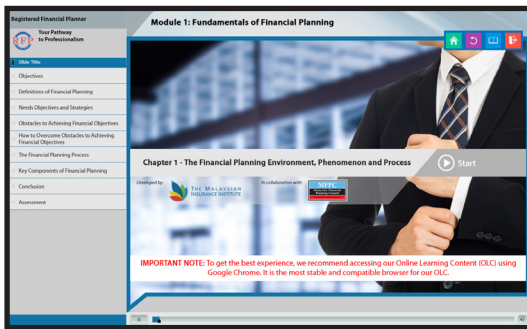 Registered Financial Planner
RFP
Your Pathway
to Professionalism
Slide Title
Objectives
Definitions of Financial Planning
Needs Objectives and Strategies
Obstacles to Achieving Financial Objectives
How to Overcome Obstacles to Achieving
Financial Objectives
The Financial Planning Process
Key Components of Financial Planning
Conclusion
Assessment
Module 1: Fundamentals of Financial Planning
Chapter 1 - The Financial Planning Environment, Phenomenon and Process
Start
Developed by:
THE MALAYSIAN
INSURANCE INSTITUTE
In collaboration with:
MFPC
IMPORTANT NOTE: To get the best experience, we recommend accessing our Online Learning Content (OLC) using
Google Chrome. It is the most stable and compatible browser for our OLC.